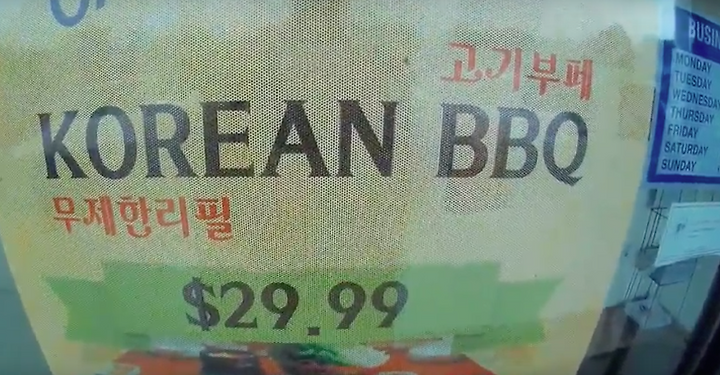 고기부페
KOREAN BBQ
무제한리필
$29.99
MONDAY
TUESDAY
WEDNESDAY
THURSDAY
FRIDAY
SATURDAY
SUNDAY